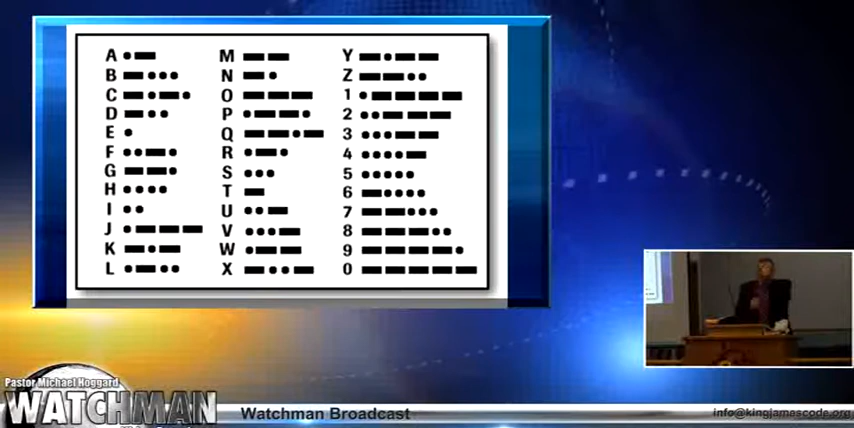 A •– M – – Y –•– –
B –••• N –• Z – –••
C –•–• O – – – 1 •– – – –
D –•• P •– –• 2 ••– – –
E • Q – –•– 3 •••– –
F ••–• R •–• 4 ••••–
G – –• S ••• 5 •••••
H •••• T – 6 –••••
I •• U ••– 7 – –•••
J •– – – V •••– 8 – – –••
K –•– W •– – 9 – – – –•
L •–•• X –••– 0 – – – – –
Pastor Michael Hoggard
WATCHMAN
Watchman Broadcast
info@kingjamescode.org